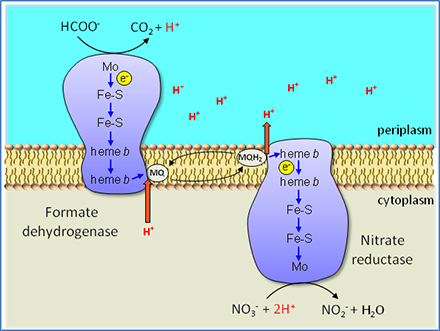 HCOO- CO2 + H+
Mo
e-
Fe-S
Fe-S
heme b
heme b
MQ
H+
H+
H+
H+
H+
H+
H+
H+
H+
periplasm
MQH2
heme b
e-
heme b
Fe-S
Fe-S
Mo
cytoplasm
Formate
dehydrogenase
Nitrate
reductase
NO3- + 2H+ NO2- + H2O